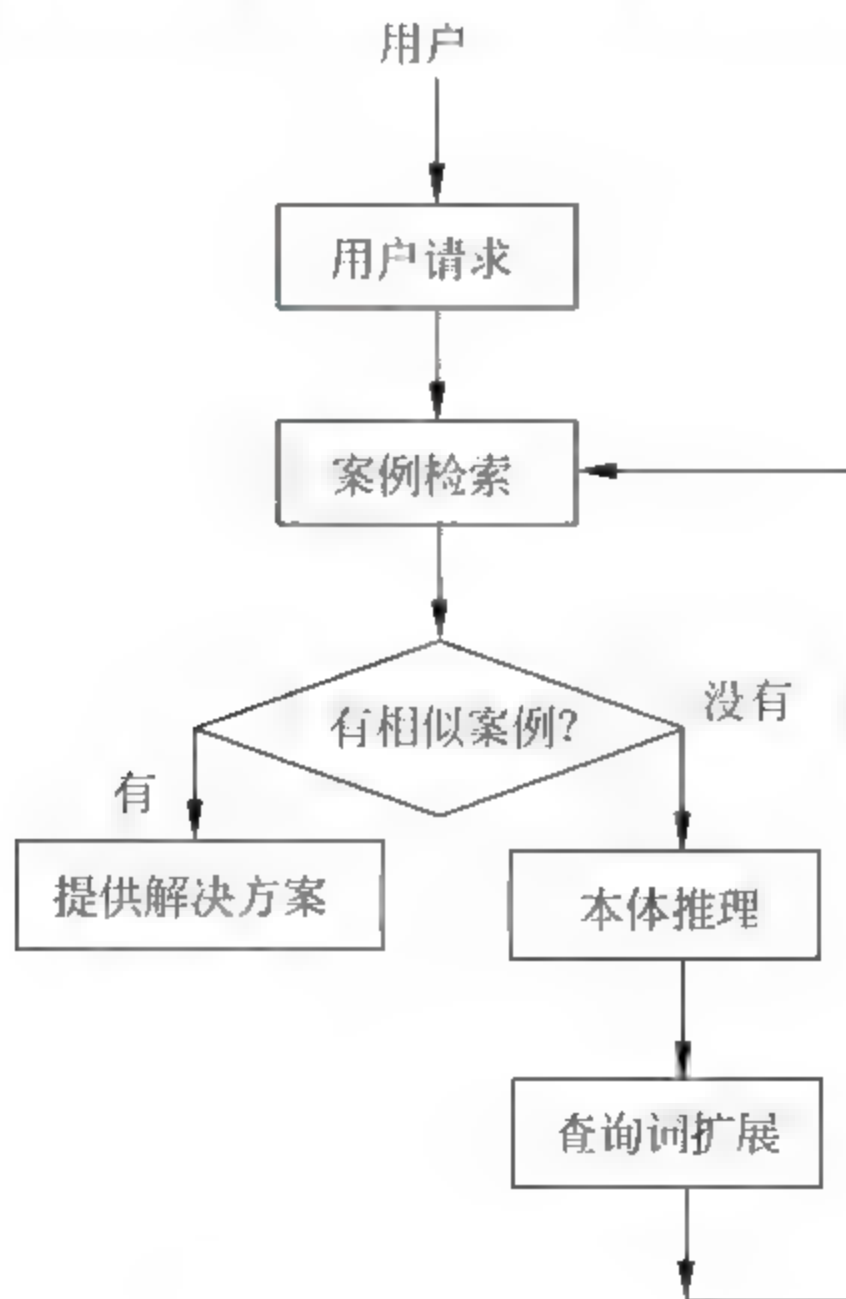 用户
用户请求
案例检索
有相似案例?
没有
有
提供解决方案
本体推理
查询词扩展